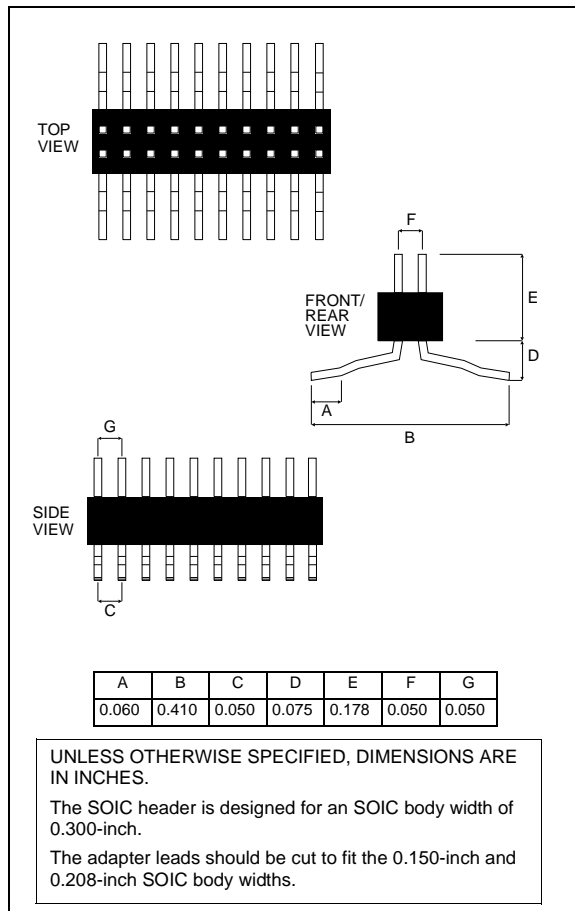 TOP
VIEW
F
FRONT/
REAR
VIEW
E
D
A
B
G
SIDE
VIEW
C
A B C D E F G
0.060 0.410 0.050 0.075 0.178 0.050 0.050
UNLESS OTHERWISE SPECIFIED, DIMENSIONS ARE
IN INCHES.
The SOIC header is designed for an SOIC body width of
0.300-inch.
The adapter leads should be cut to fit the 0.150-inch and
0.208-inch SOIC body widths.